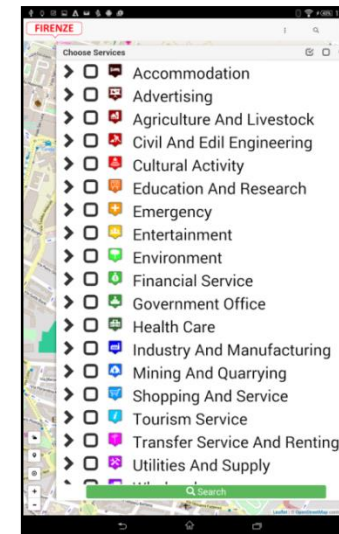 FIRENZE
Choose Services
Accommodation
Advertising
Agriculture And Livestock
Civil And Edil Engineering
Cultural Activity
Education And Research
Emergency
Entertainment
Environment
Financial Service
Government Office
Health Care
Industry And Manufacturing
Mining And Quarrying
Shopping And Service
Tourism Service
Transfer Service And Renting
Utilities And Supply
Search